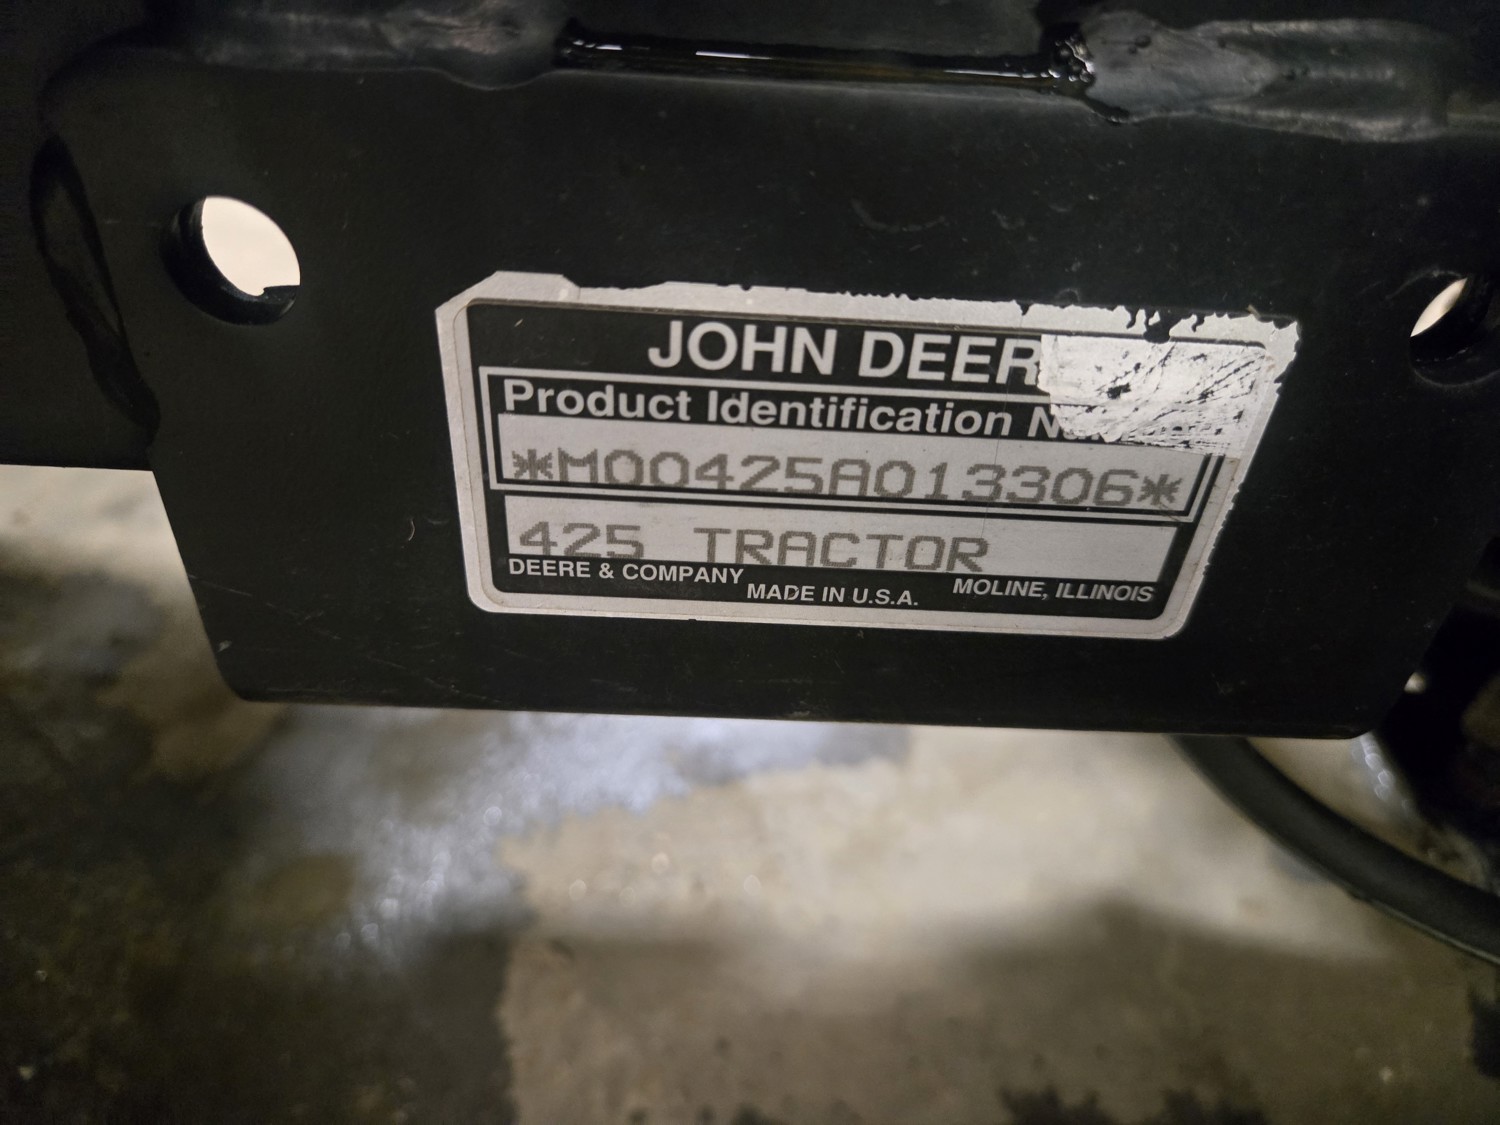 JOHN DEER
Product Identification
*M00425A013306*
425 TRACTOR
DEERE & COMPANY MADE IN U.S.A. MOLINE, ILLINOIS